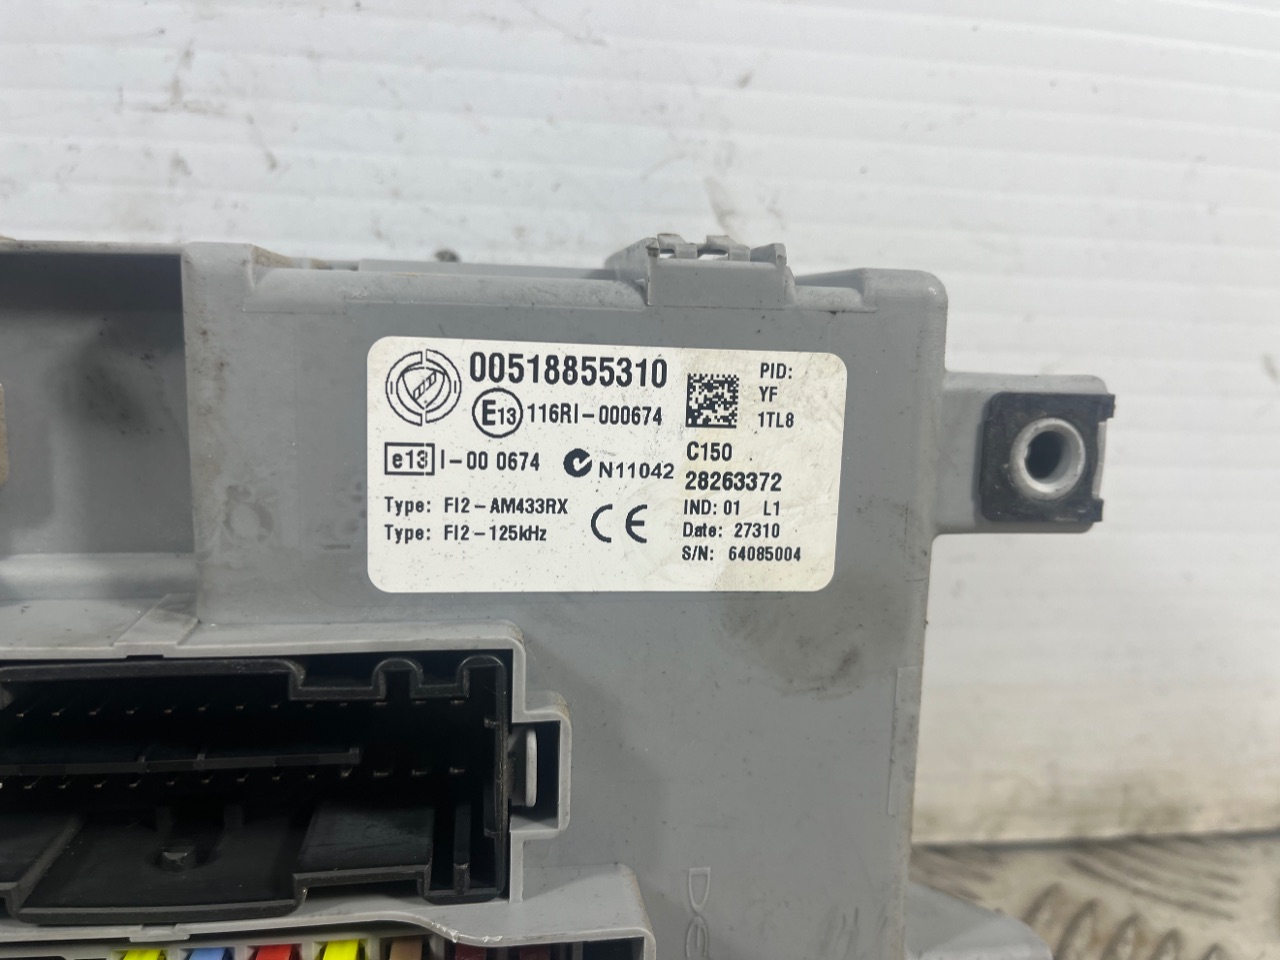 00518855310
E13 116RI-000674
e13 I-00 0674
N11042
Type: FI2-AM433RX
Type: FI2-125kHz
CE
PID:
YF
1TL8
C150
28263372
IND: 01 L1
Date: 27310
S/N: 64085004